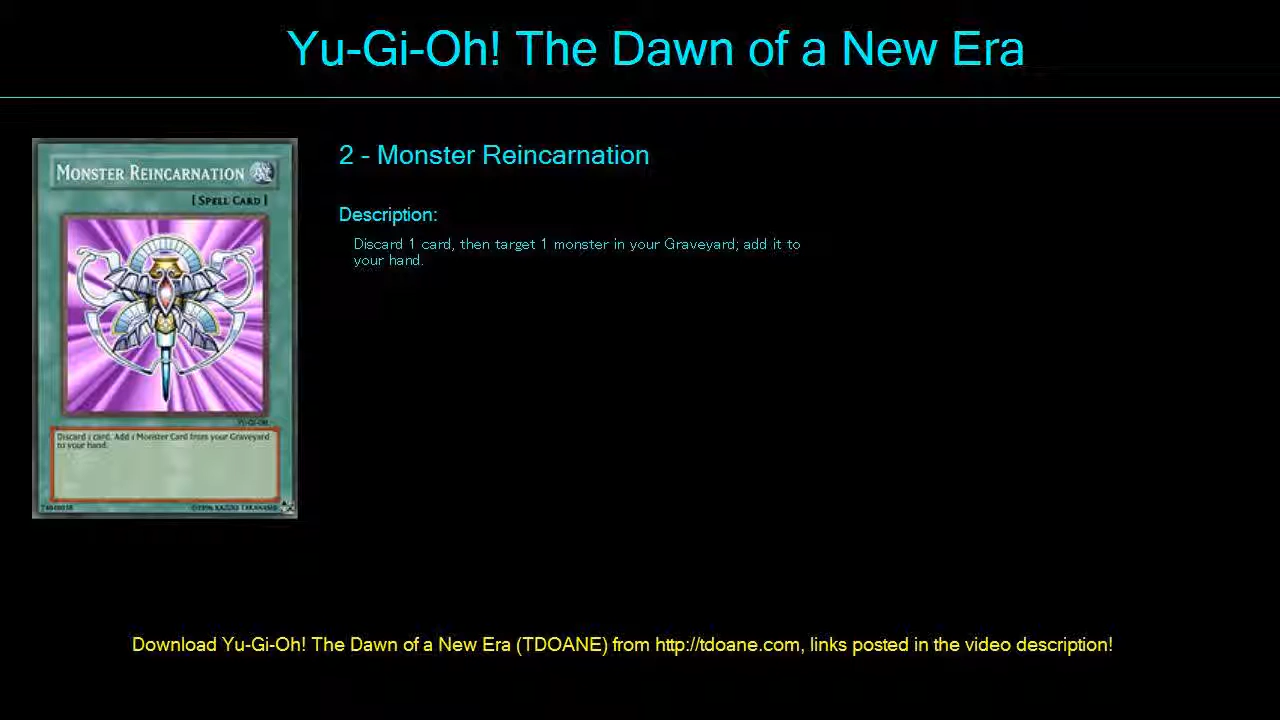 Yu-Gi-Oh! The Dawn of a New Era
2 - Monster Reincarnation
MONSTER REINCARNATION
[ SPELL CARD ]
Description:
Discard 1 card, then target 1 monster in your Graveyard; add it to
your hand.
Discard 1 card. Add 1 Monster Card from your Graveyard
to your hand.
©1996 KAZUKI TAKAHASHI
Download Yu-Gi-Oh! The Dawn of a New Era (TDOANE) from http://tdoane.com, links posted in the video description!